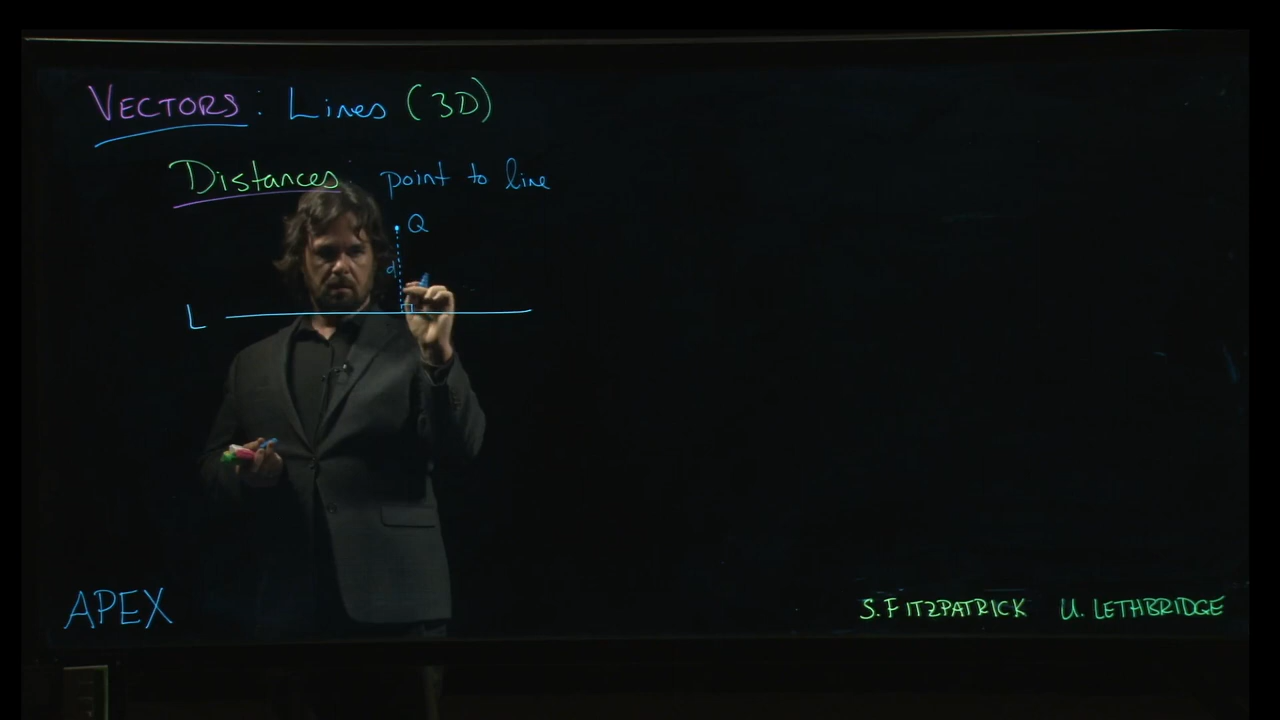 VECTORS: Lines (3D)
Distances: point to line
Q
d
L
APEX
S. FITZPATRICK U. LETHBRIDGE